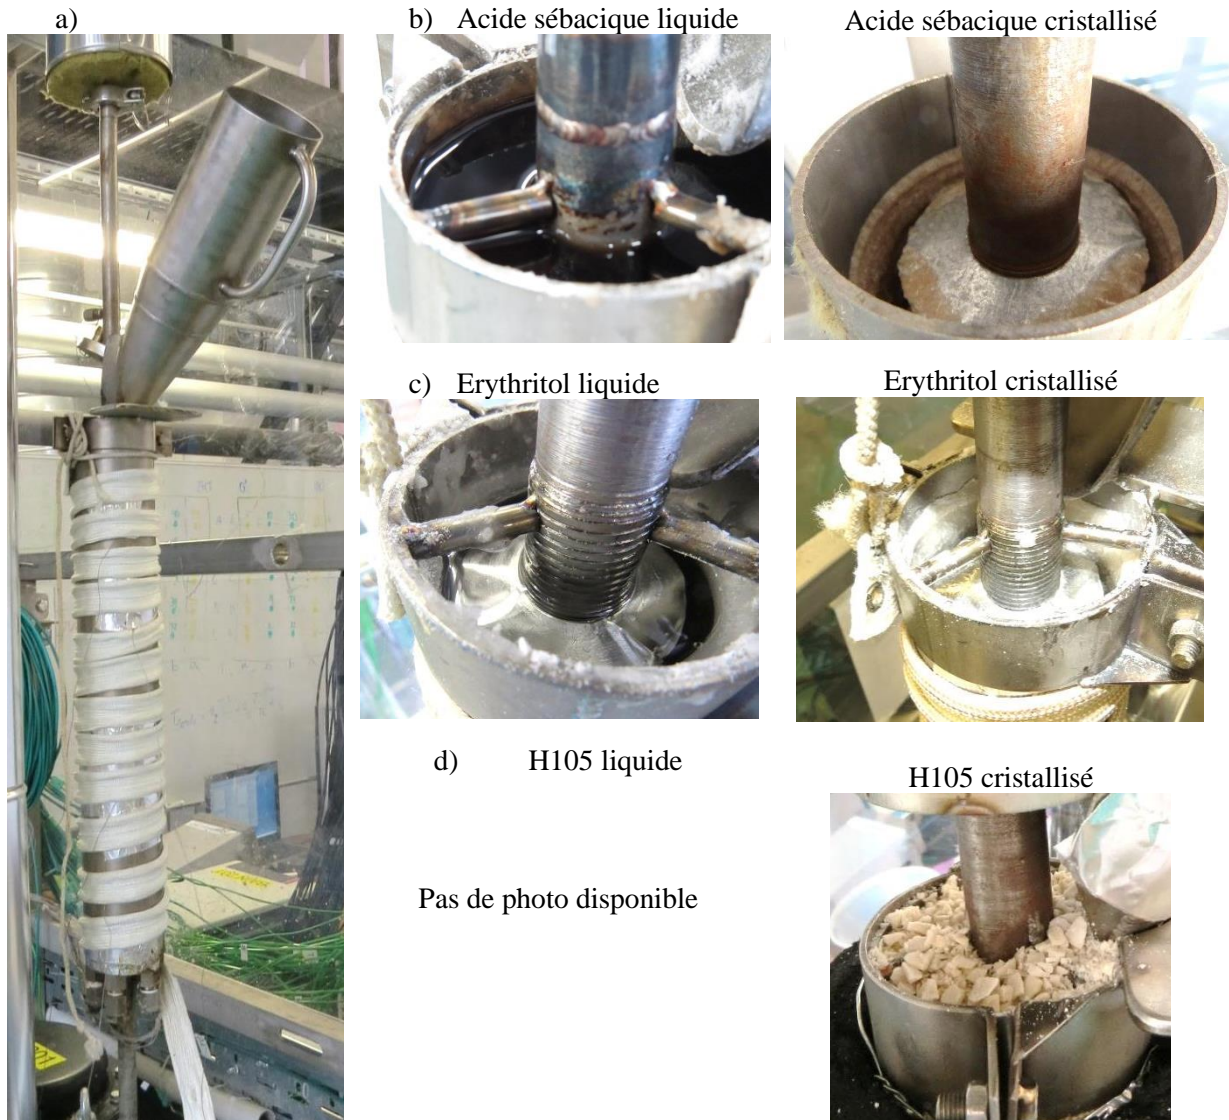 a)
b) Acide sébacique liquide
Acide sébacique cristallisé
c) Erythritol liquide
Erythritol cristallisé
d) H105 liquide
H105 cristallisé
Pas de photo disponible